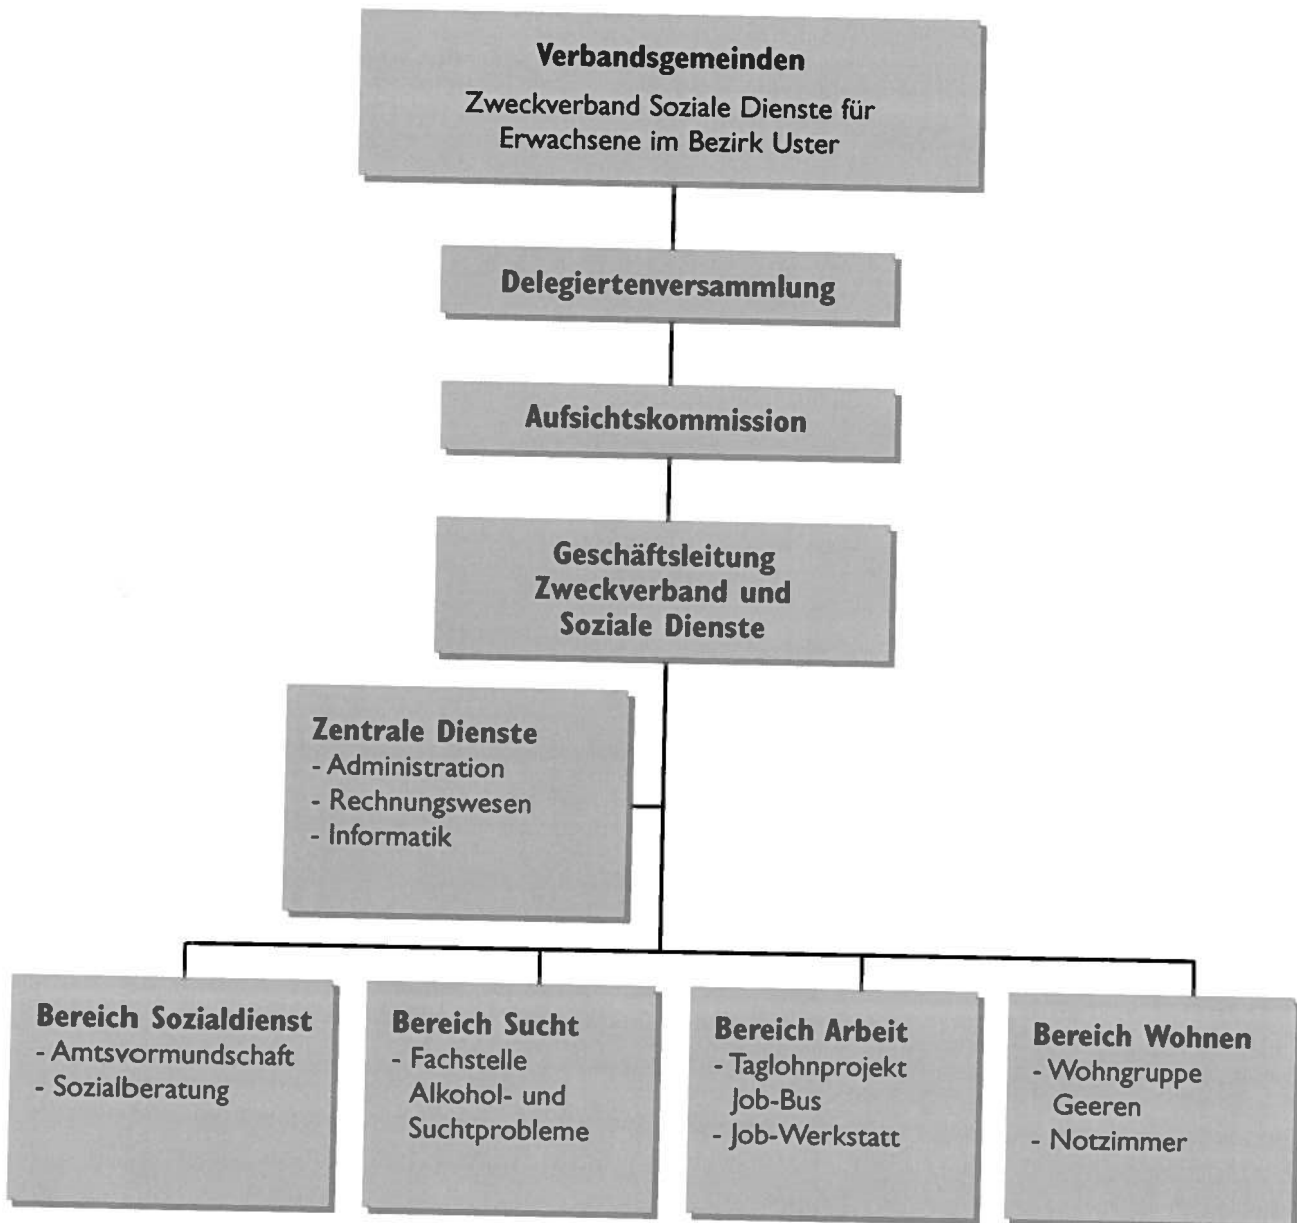 Verbandsgemeinden
Zweckverband Soziale Dienste für
Erwachsene im Bezirk Uster
Delegiertenversammlung
Aufsichtskommission
Geschäftsleitung
Zweckverband und
Soziale Dienste
Zentrale Dienste
- Administration
- Rechnungswesen
- Informatik
Bereich Sozialdienst
- Amtsvormundschaft
- Sozialberatung
Bereich Sucht
- Fachstelle
Alkohol- und
Suchtprobleme
Bereich Arbeit
- Taglohnprojekt
Job-Bus
- Job-Werkstatt
Bereich Wohnen
- Wohngruppe
Geeren
- Notzimmer